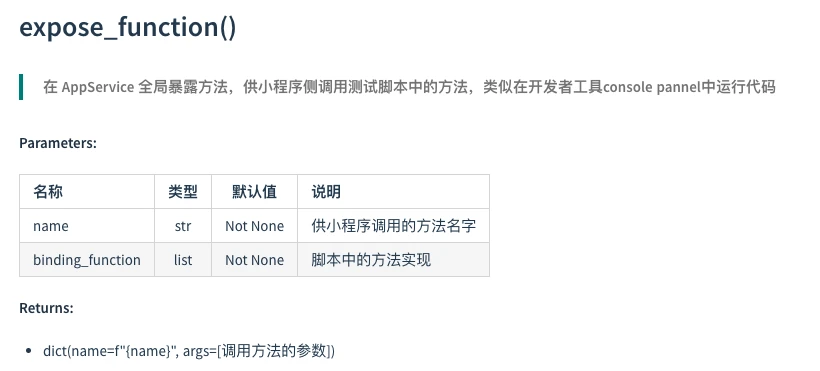 expose_function()
在 AppService 全局暴露方法，供小程序侧调用测试脚本中的方法，类似在开发者工具console pannel中运行代码
Parameters:
名称 类型 默认值 说明
name str Not None 供小程序调用的方法名字
binding_function list Not None 脚本中的方法实现
Returns:
• dict(name=f"{name}", args=[调用方法的参数])